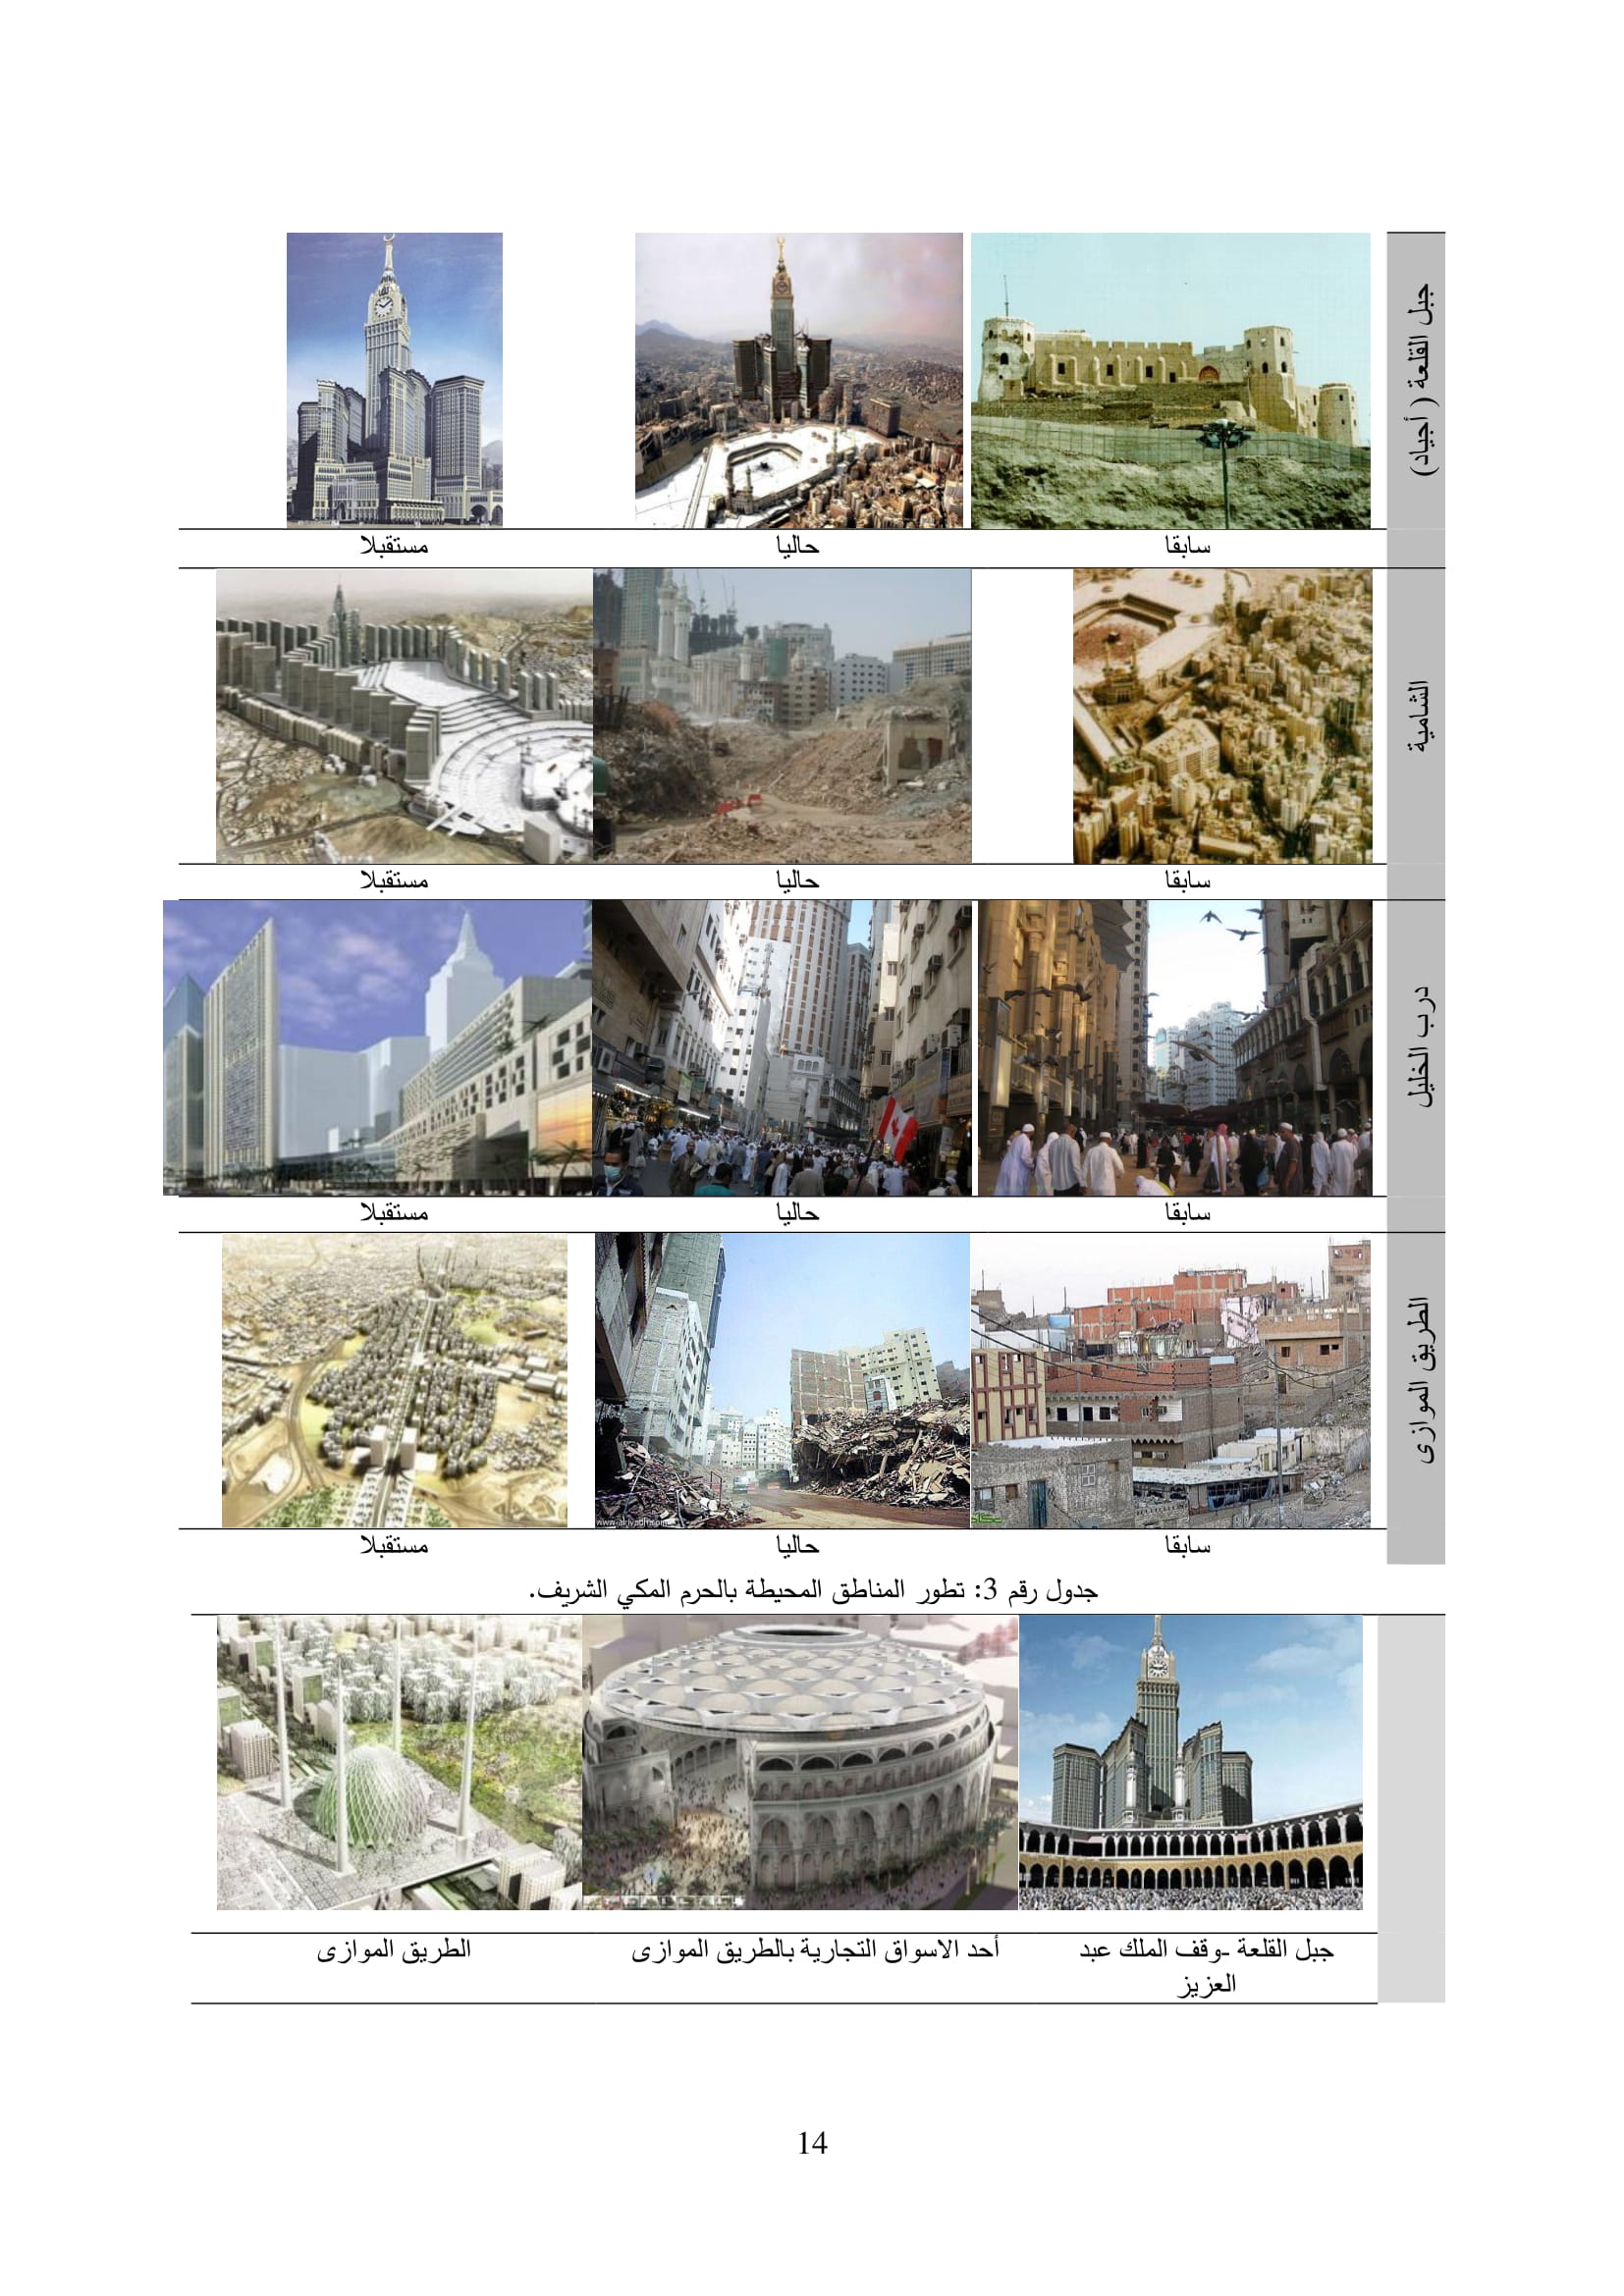 جبل القلعة ( أجياد)
سابقا
حاليا
مستقبلا
الشامية
سابقا
حاليا
مستقبلا
درب الخليل
سابقا
حاليا
مستقبلا
الطريق الموازى
سابقا
حاليا
مستقبلا
جدول رقم 3: تطور المناطق المحيطة بالحرم المكي الشريف.
جبل القلعة -وقف الملك عبد
العزيز
أحد الاسواق التجارية بالطريق الموازى
الطريق الموازى
14